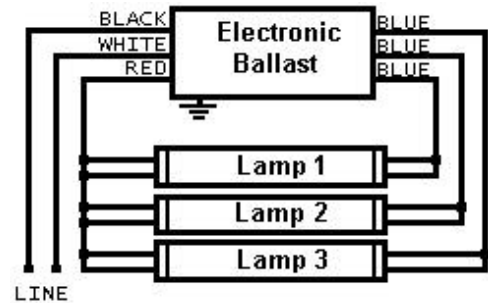 BLACK
WHITE
RED
Electronic
Ballast
BLUE
BLUE
BLUE
Lamp 1
Lamp 2
Lamp 3
LINE